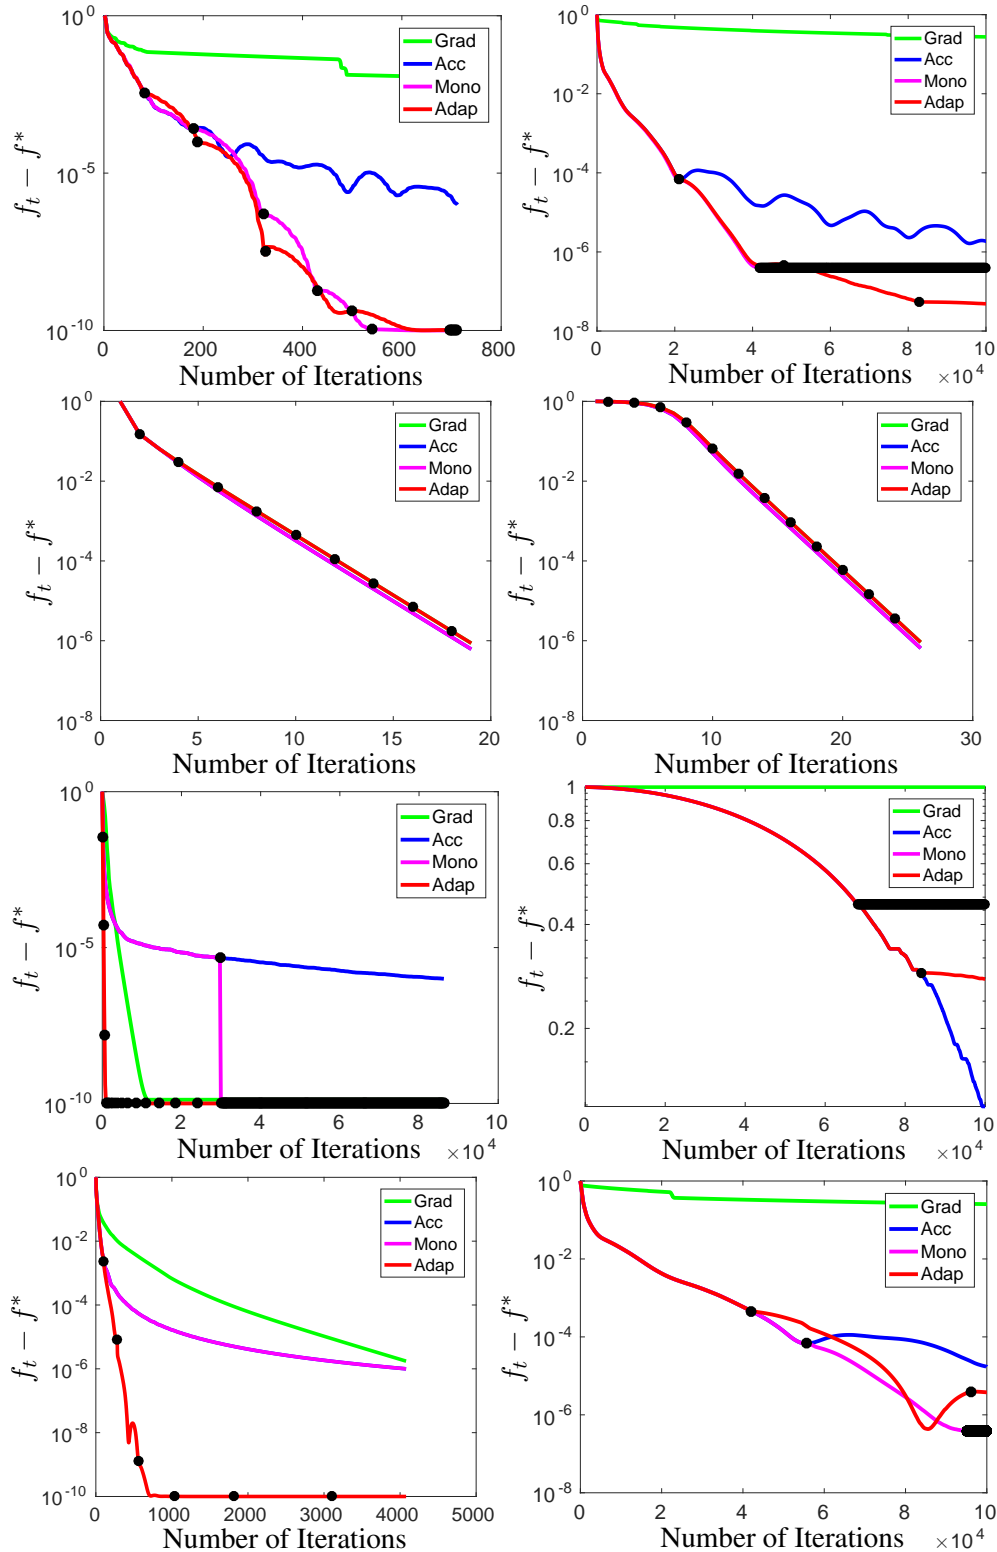 10^0
10^-5
10^-10
f_t − f*
0 200 400 600 800
Number of Iterations
Grad
Acc
Mono
Adap
10^0
10^-2
10^-4
10^-6
10^-8
f_t − f*
0 2 4 6 8 10
Number of Iterations ×10^4
Grad
Acc
Mono
Adap
10^0
10^-2
10^-4
10^-6
10^-8
f_t − f*
0 5 10 15 20
Number of Iterations
Grad
Acc
Mono
Adap
10^0
10^-2
10^-4
10^-6
10^-8
f_t − f*
0 10 20 30
Number of Iterations
Grad
Acc
Mono
Adap
10^0
10^-5
10^-10
f_t − f*
0 2 4 6 8 10
Number of Iterations ×10^4
Grad
Acc
Mono
Adap
1
0.8
0.6
0.4
0.2
f_t − f*
0 2 4 6 8 10
Number of Iterations ×10^4
Grad
Acc
Mono
Adap
10^0
10^-2
10^-4
10^-6
10^-8
10^-10
f_t − f*
0 1000 2000 3000 4000 5000
Number of Iterations
Grad
Acc
Mono
Adap
10^0
10^-2
10^-4
10^-6
10^-8
f_t − f*
0 2 4 6 8 10
Number of Iterations ×10^4
Grad
Acc
Mono
Adap